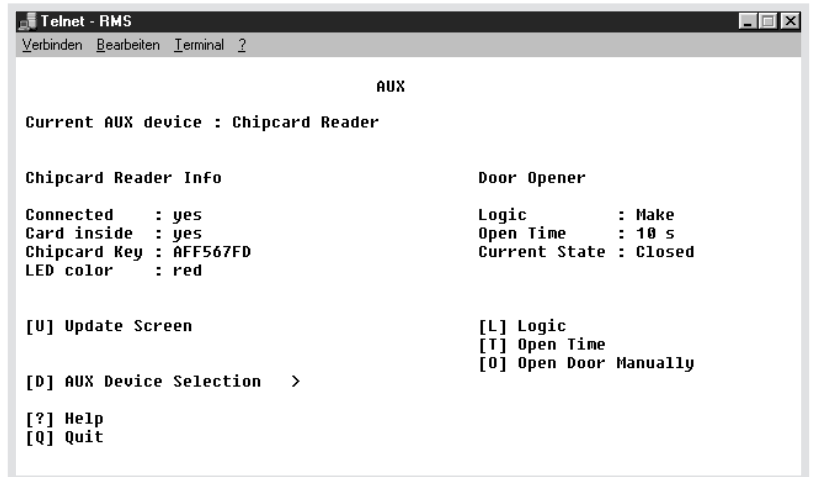 Telnet - RMS
Verbinden Bearbeiten Terminal ?
AUX
Current AUX device : Chipcard Reader
Chipcard Reader Info Door Opener
Connected : yes Logic : Make
Card inside : yes Open Time : 10 s
Chipcard Key : AFF567FD Current State : Closed
LED color : red
[U] Update Screen [L] Logic
[T] Open Time
[O] Open Door Manually
[D] AUX Device Selection >
[?] Help
[Q] Quit